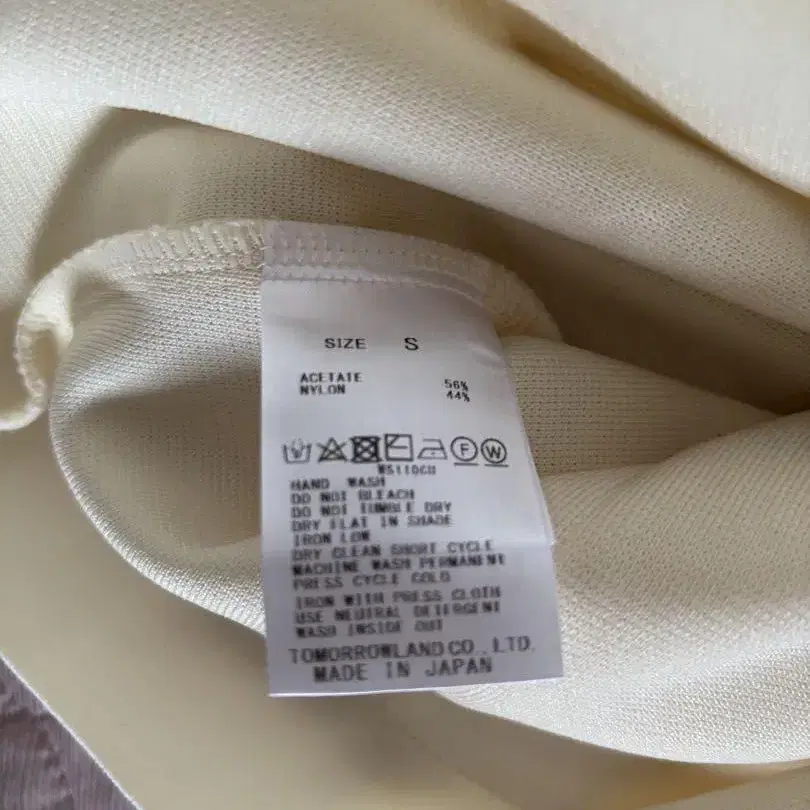 SIZE S
ACETATE 56%
NYLON 44%
F W
WS110GU
HAND WASH
DO NOT BLEACH
DO NOT TUMBLE DRY
DRY FLAT IN SHADE
IRON LOW
DRY CLEAN SHORT CYCLE
MACHINE WASH PERMANENT
PRESS CYCLE COLD
IRON WITH PRESS CLOTH
USE NEUTRAL DETERGENT
WASH INSIDE OUT
TOMORROWLAND CO., LTD.
MADE IN JAPAN